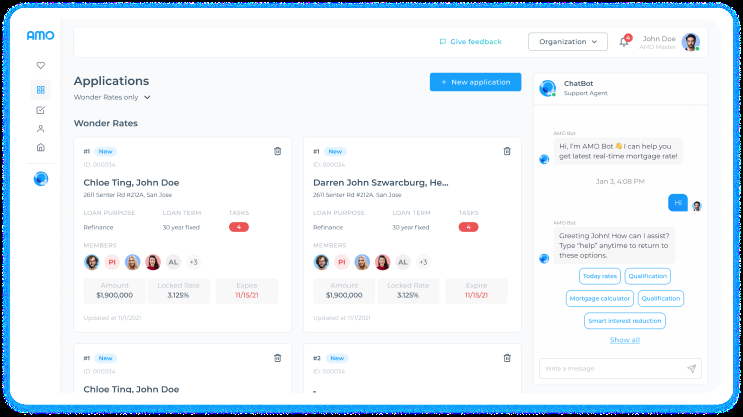 AMO
Give feedback
Organization
4
John Doe
AMO Master
Applications
Wonder Rates only
+ New application
Wonder Rates
#1 New
ID: 000034
Chloe Ting, John Doe
2611 Senter Rd #212A, San Jose
LOAN PURPOSE LOAN TERM TASKS
Refinance 30 year fixed 4
MEMBERS
PI AL +3
Amount Locked Rate Expire
$1,900,000 3.125% 11/15/21
Updated at 11/1/2021
#1 New
ID: 000034
Darren John Szwarcburg, He...
2611 Senter Rd #212A, San Jose
LOAN PURPOSE LOAN TERM TASKS
Refinance 30 year fixed 4
MEMBERS
PI AL +3
Amount Locked Rate Expire
$1,900,000 3.125% 11/15/21
Updated at 11/1/2021
#1 New
ID: 000034
Chloe Ting, John Doe
#2 New
ID: 000034
-
ChatBot
Support Agent
AMO Bot
Hi, I'm AMO Bot 👋 I can help you
get latest real-time mortgage rate!
Jan 3, 4:08 PM
Hi
AMO Bot
Greeting John! How can I assist?
Type "help" anytime to return to
these options.
Today rates Qualification
Mortgage calculator Qualification
Smart interest reduction
Show all
Write a message